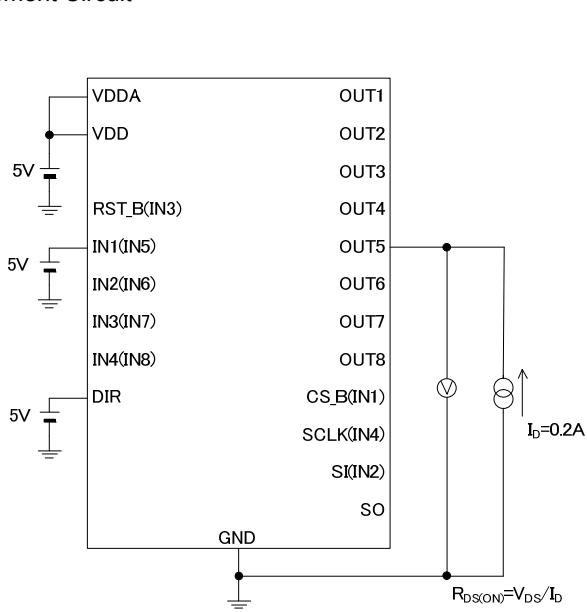 VDDA OUT1
VDD OUT2
5V OUT3
RST_B(IN3) OUT4
IN1(IN5) OUT5
5V
IN2(IN6) OUT6
IN3(IN7) OUT7
IN4(IN8) OUT8
DIR CS_B(IN1)
V
5V
SCLK(IN4) ID=0.2A
SI(IN2)
SO
GND
RDS(ON)=VDS/ID